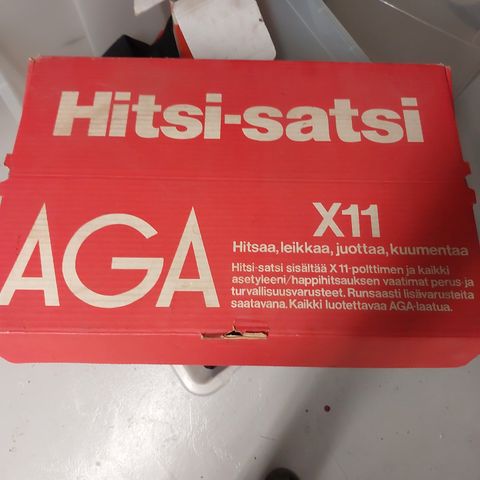 Hitsi-satsi
AGA
X11
Hitsaa, leikkaa, juottaa, kuumentaa
Hitsi-satsi sisältää X11-polttimen ja kaikki
asetyleeni/happihitsauksen vaatimat perus- ja
turvallisuusvarusteet. Runsaasti lisävarusteita
saatavana. Kaikki luotettavaa AGA-laatua.